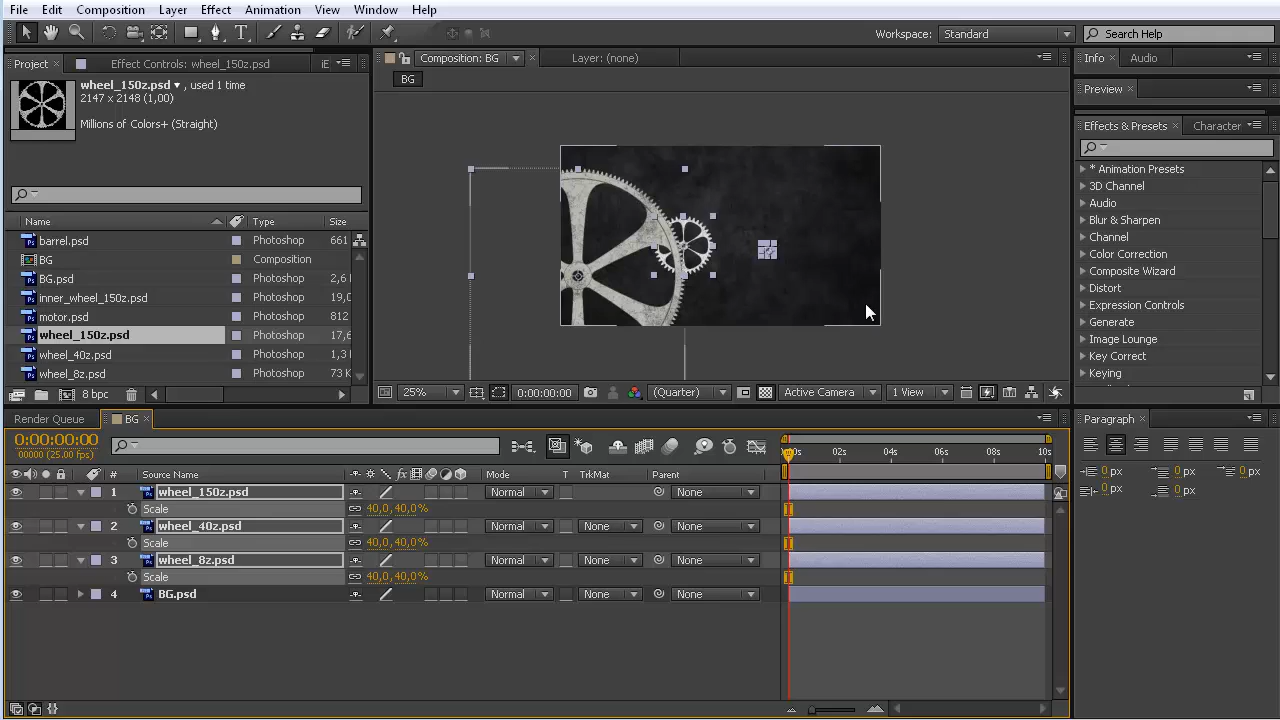 File Edit Composition Layer Effect Animation View Window Help
Workspace: Standard
Search Help
Project
Effect Controls: wheel_150z.psd
Composition: BG
Layer: (none)
Info
Audio
BG
wheel_150z.psd , used 1 time
2147 x 2148 (1,00)
Millions of Colors+ (Straight)
Preview
Effects & Presets
Character
* Animation Presets
3D Channel
Audio
Blur & Sharpen
Channel
Color Correction
Composite Wizard
Distort
Expression Controls
Generate
Image Lounge
Key Correct
Keying
Name Type Size
barrel.psd Photoshop 661
BG Composition
BG.psd Photoshop 2,6
inner_wheel_150z.psd Photoshop 19,0
motor.psd Photoshop 812
wheel_150z.psd Photoshop 17,6
wheel_40z.psd Photoshop 1,3
wheel_8z.psd Photoshop 73 K
8 bpc
25% 0:00:00:00 (Quarter) Active Camera 1 View
Render Queue
BG
Paragraph
0:00:00:00
00000 (25.00 fps)
02s 04s 06s 08s 10s
# Source Name fx Mode T TrkMat Parent
1 wheel_150z.psd Normal None
Scale 40,0, 40,0%
2 wheel_40z.psd Normal None None
Scale 40,0, 40,0%
3 wheel_8z.psd Normal None None
Scale 40,0, 40,0%
4 BG.psd Normal None None
0 px 0 px 0 px
0 px 0 px